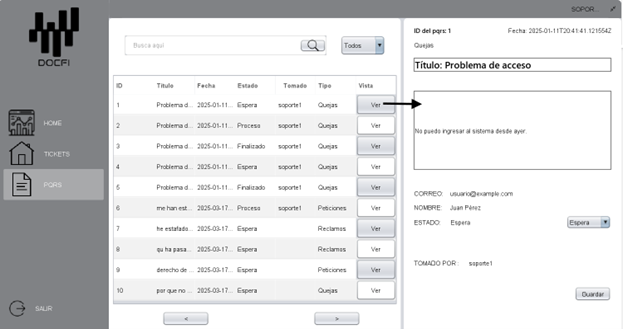 SOPOR...
DOCFI
HOME
TICKETS
PQRS
SALIR
Busca aqui
Todos
ID Titulo Fecha Estado Tomado Tipo Vista
1 Problema d... 2025-01-11... Espera soporte1 Quejas Ver
2 Problema d... 2025-01-11... Proceso soporte1 Quejas Ver
3 Problema d... 2025-01-11... Finalizado soporte1 Quejas Ver
4 Problema d... 2025-01-11... Espera soporte1 Quejas Ver
5 Problema d... 2025-01-11... Finalizado soporte1 Quejas Ver
6 me han est... 2025-03-17... Proceso soporte1 Peticiones Ver
7 he estafado... 2025-03-17... Espera Reclamos Ver
8 qu ha pasa... 2025-03-17... Espera Reclamos Ver
9 derecho de ... 2025-03-17... Espera Peticiones Ver
10 por que no ... 2025-03-17... Espera Quejas Ver
< >
ID del pqrs: 1 Fecha: 2025-01-11T20:41:41.121554Z
Quejas
Título: Problema de acceso
No puedo ingresar al sistema desde ayer.
CORREO: usuario@example.com
NOMBRE: Juan Pérez
ESTADO: Espera Espera
TOMADO POR : soporte1
Guardar